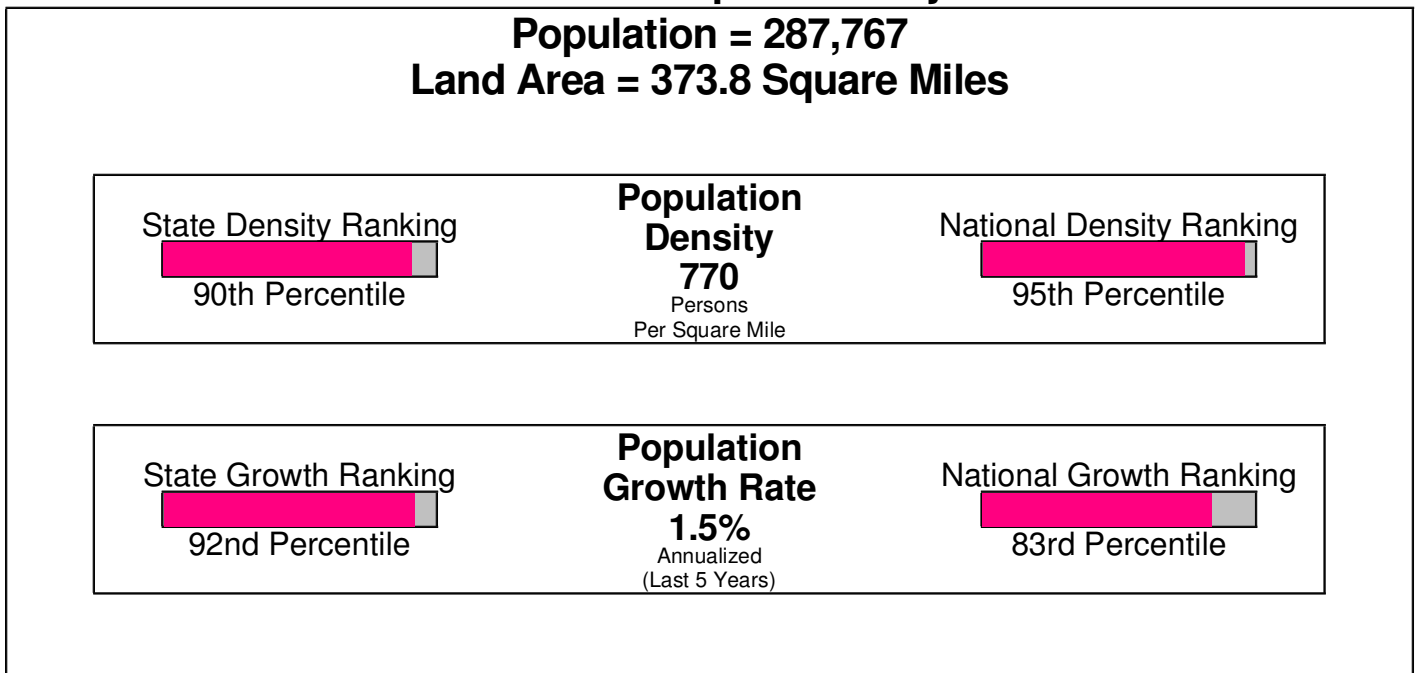 Population = 287,767
Land Area = 373.8 Square Miles
State Density Ranking
90th Percentile
Population
Density
770
Persons
Per Square Mile
National Density Ranking
95th Percentile
State Growth Ranking
92nd Percentile
Population
Growth Rate
1.5%
Annualized
(Last 5 Years)
National Growth Ranking
83rd Percentile